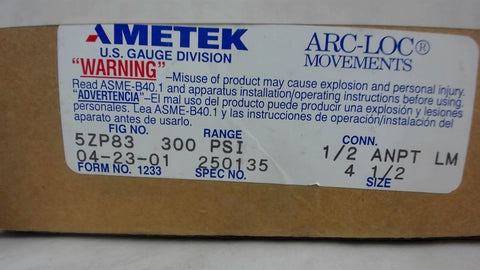 AMETEK
U.S. GAUGE DIVISION
ARC-LOC®
MOVEMENTS
"WARNING" –Misuse of product may cause explosion and personal injury.
Read ASME-B40.1 and apparatus installation/operating instructions before using.
"ADVERTENCIA" –El mal uso del producto puede producir una explosión y lesiones
personales. Lea ASME-B40.1 y las instrucciones de operación/instalación del
aparato antes de usarlo.
FIG NO. RANGE CONN.
5ZP83 300 PSI 1/2 ANPT LM
04-23-01 250135 4 1/2
FORM NO. 1233 SPEC NO. SIZE